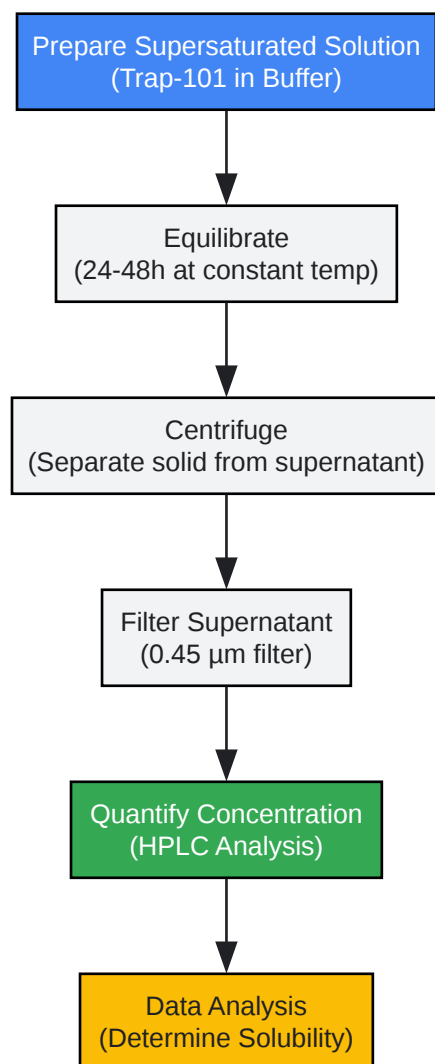 Prepare Supersaturated Solution
(Trap-101 in Buffer)
Equilibrate
(24-48h at constant temp)
Centrifuge
(Separate solid from supernatant)
Filter Supernatant
(0.45 µm filter)
Quantify Concentration
(HPLC Analysis)
Data Analysis
(Determine Solubility)